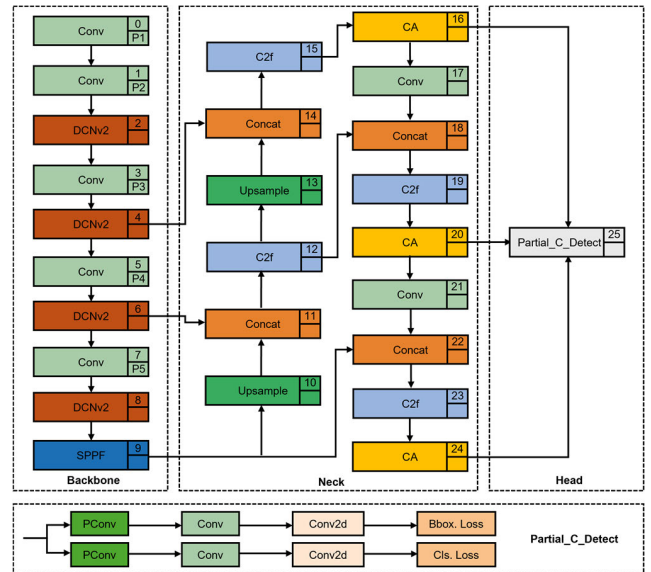 Conv 0 P1
Conv 1 P2
DCNv2 2
Conv 3 P3
DCNv2 4
Conv 5 P4
DCNv2 6
Conv 7 P5
DCNv2 8
SPPF 9
Backbone
C2f 15
Concat 14
Upsample 13
C2f 12
Concat 11
Upsample 10
CA 16
Conv 17
Concat 18
C2f 19
CA 20
Conv 21
Concat 22
C2f 23
CA 24
Neck
Partial_C_Detect 25
Head
PConv Conv Conv2d Bbox. Loss
PConv Conv Conv2d Cls. Loss
Partial_C_Detect